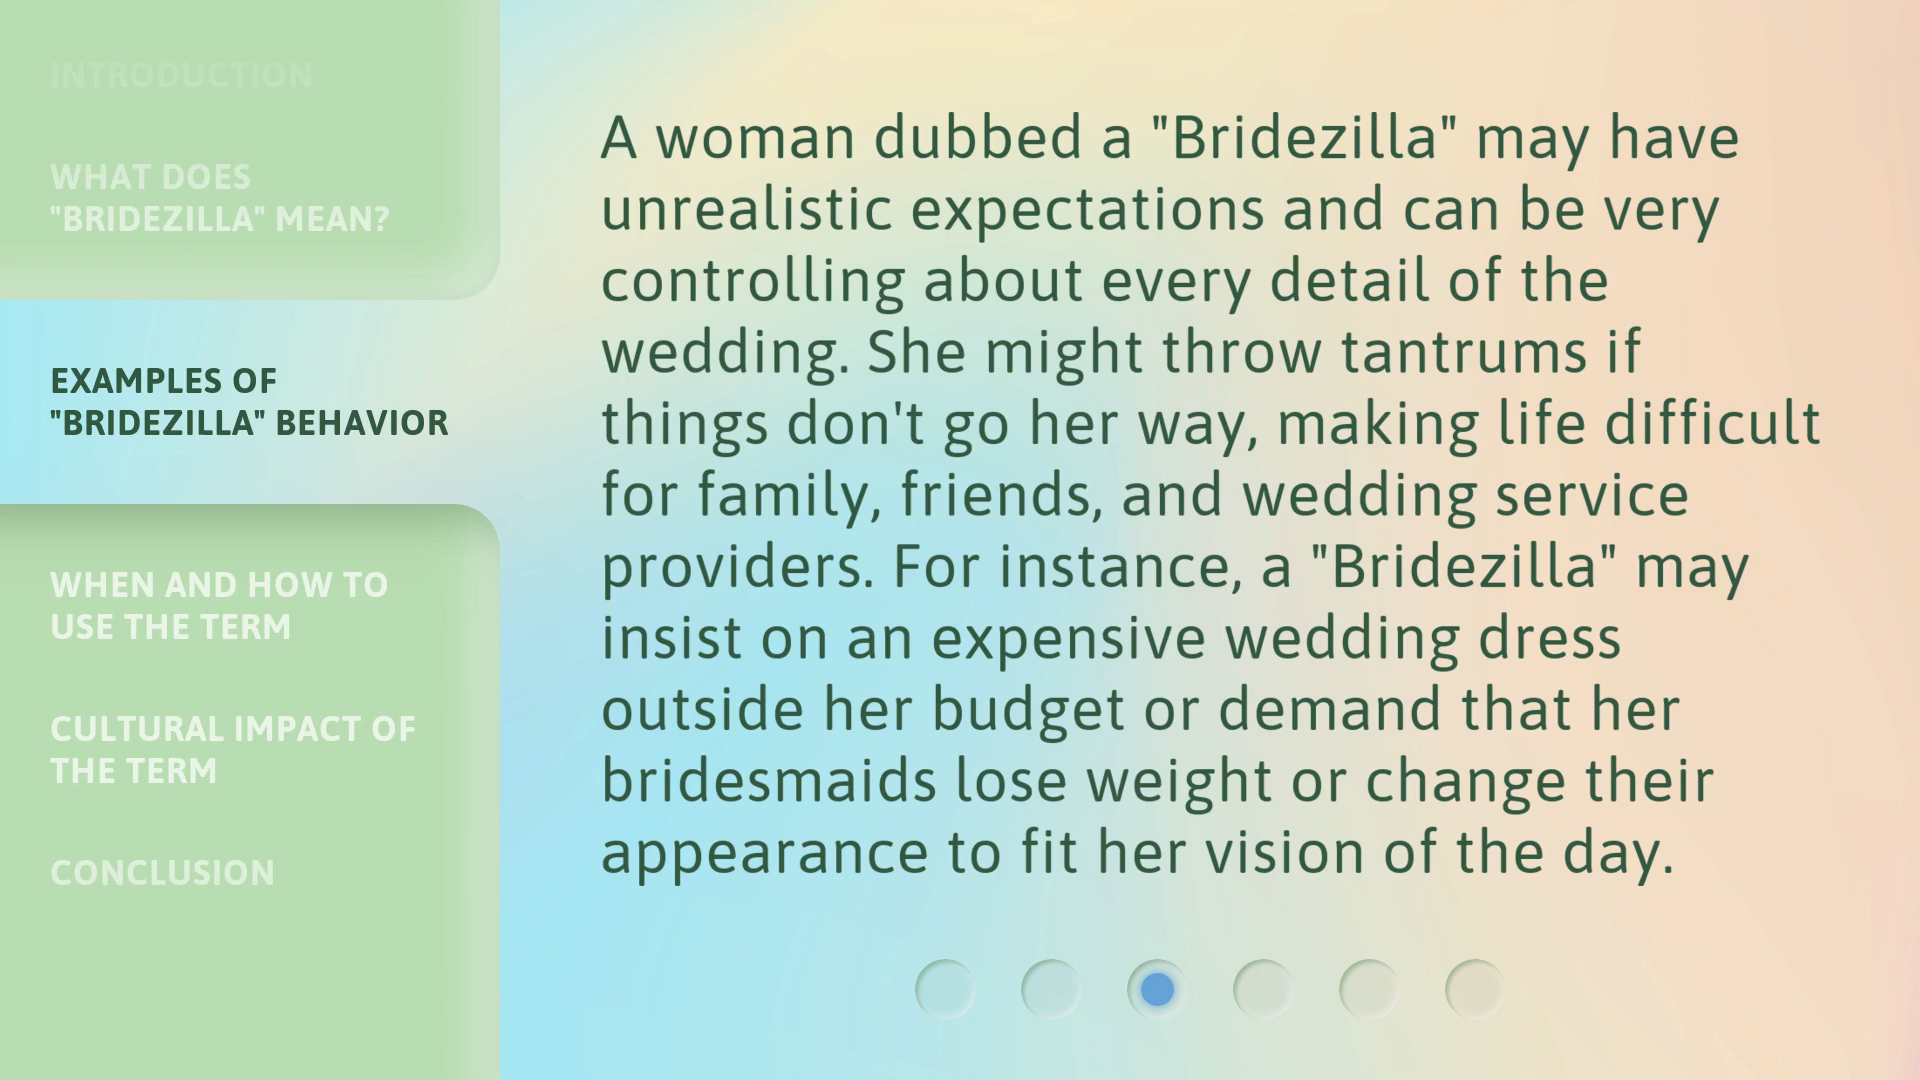 INTRODUCTION
WHAT DOES
"BRIDEZILLA" MEAN?
EXAMPLES OF
"BRIDEZILLA" BEHAVIOR
WHEN AND HOW TO
USE THE TERM
CULTURAL IMPACT OF
THE TERM
CONCLUSION
A woman dubbed a "Bridezilla" may have
unrealistic expectations and can be very
controlling about every detail of the
wedding. She might throw tantrums if
things don't go her way, making life difficult
for family, friends, and wedding service
providers. For instance, a "Bridezilla" may
insist on an expensive wedding dress
outside her budget or demand that her
bridesmaids lose weight or change their
appearance to fit her vision of the day.